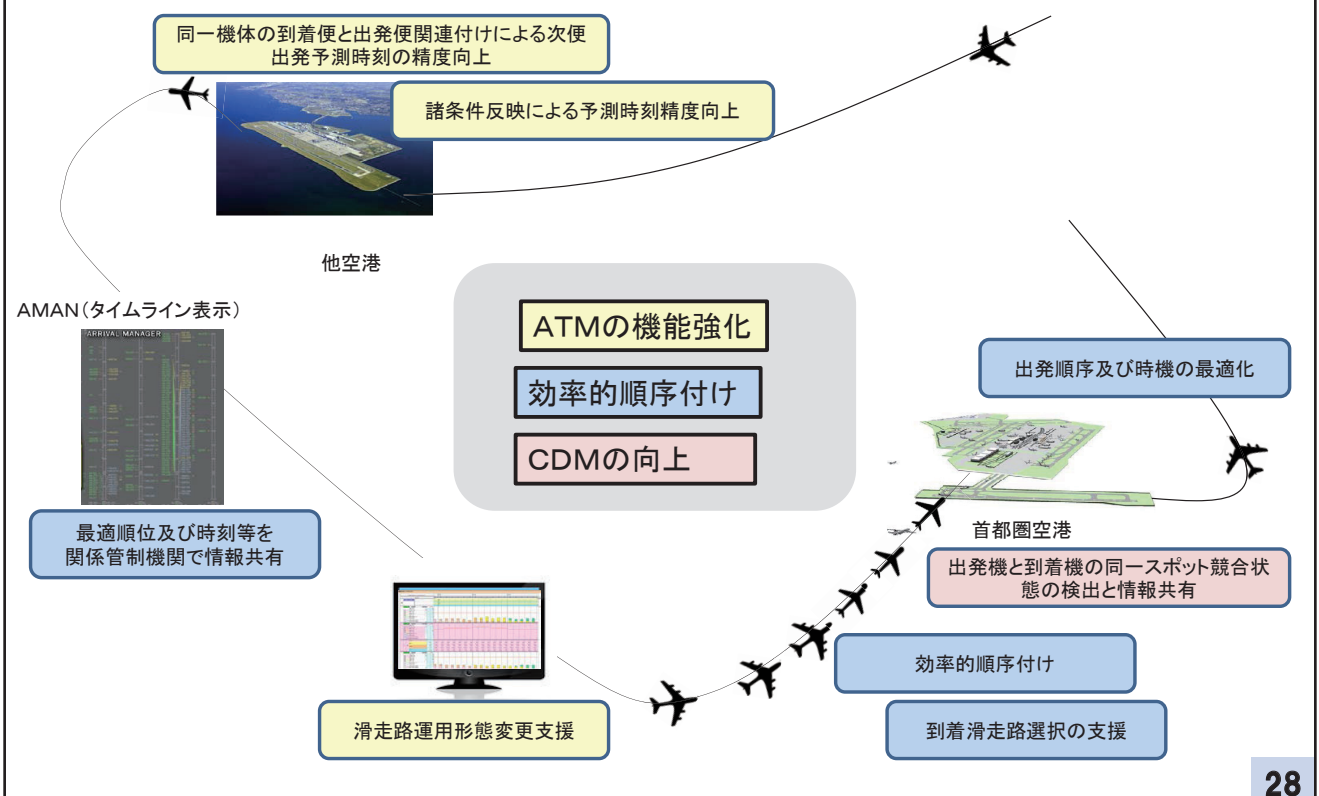 同一機体の到着便と出発便関連付けによる次便
出発予測時刻の精度向上
諸条件反映による予測時刻精度向上
他空港
AMAN(タイムライン表示)
ARRIVAL MANAGER
ATMの機能強化
効率的順序付け
CDMの向上
出発順序及び時機の最適化
最適順位及び時刻等を
関係管制機関で情報共有
首都圏空港
出発機と到着機の同一スポット競合状
態の検出と情報共有
効率的順序付け
滑走路運用形態変更支援
到着滑走路選択の支援
28